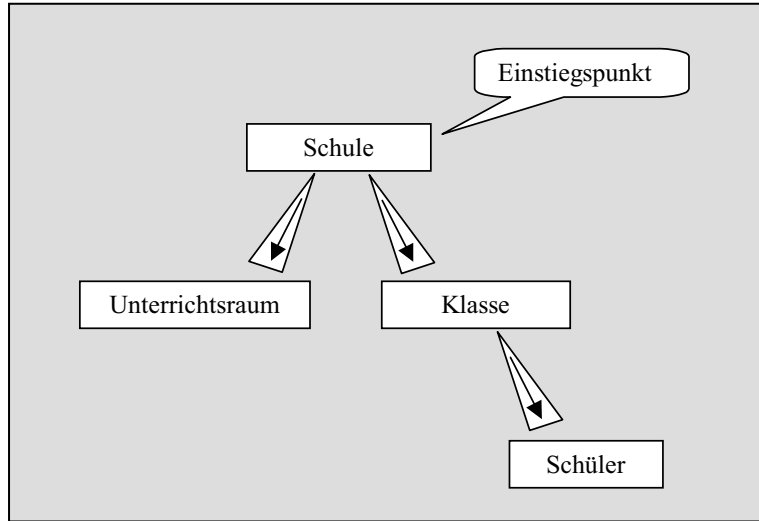 Einstiegspunkt
Schule
Unterrichtsraum
Klasse
Schüler